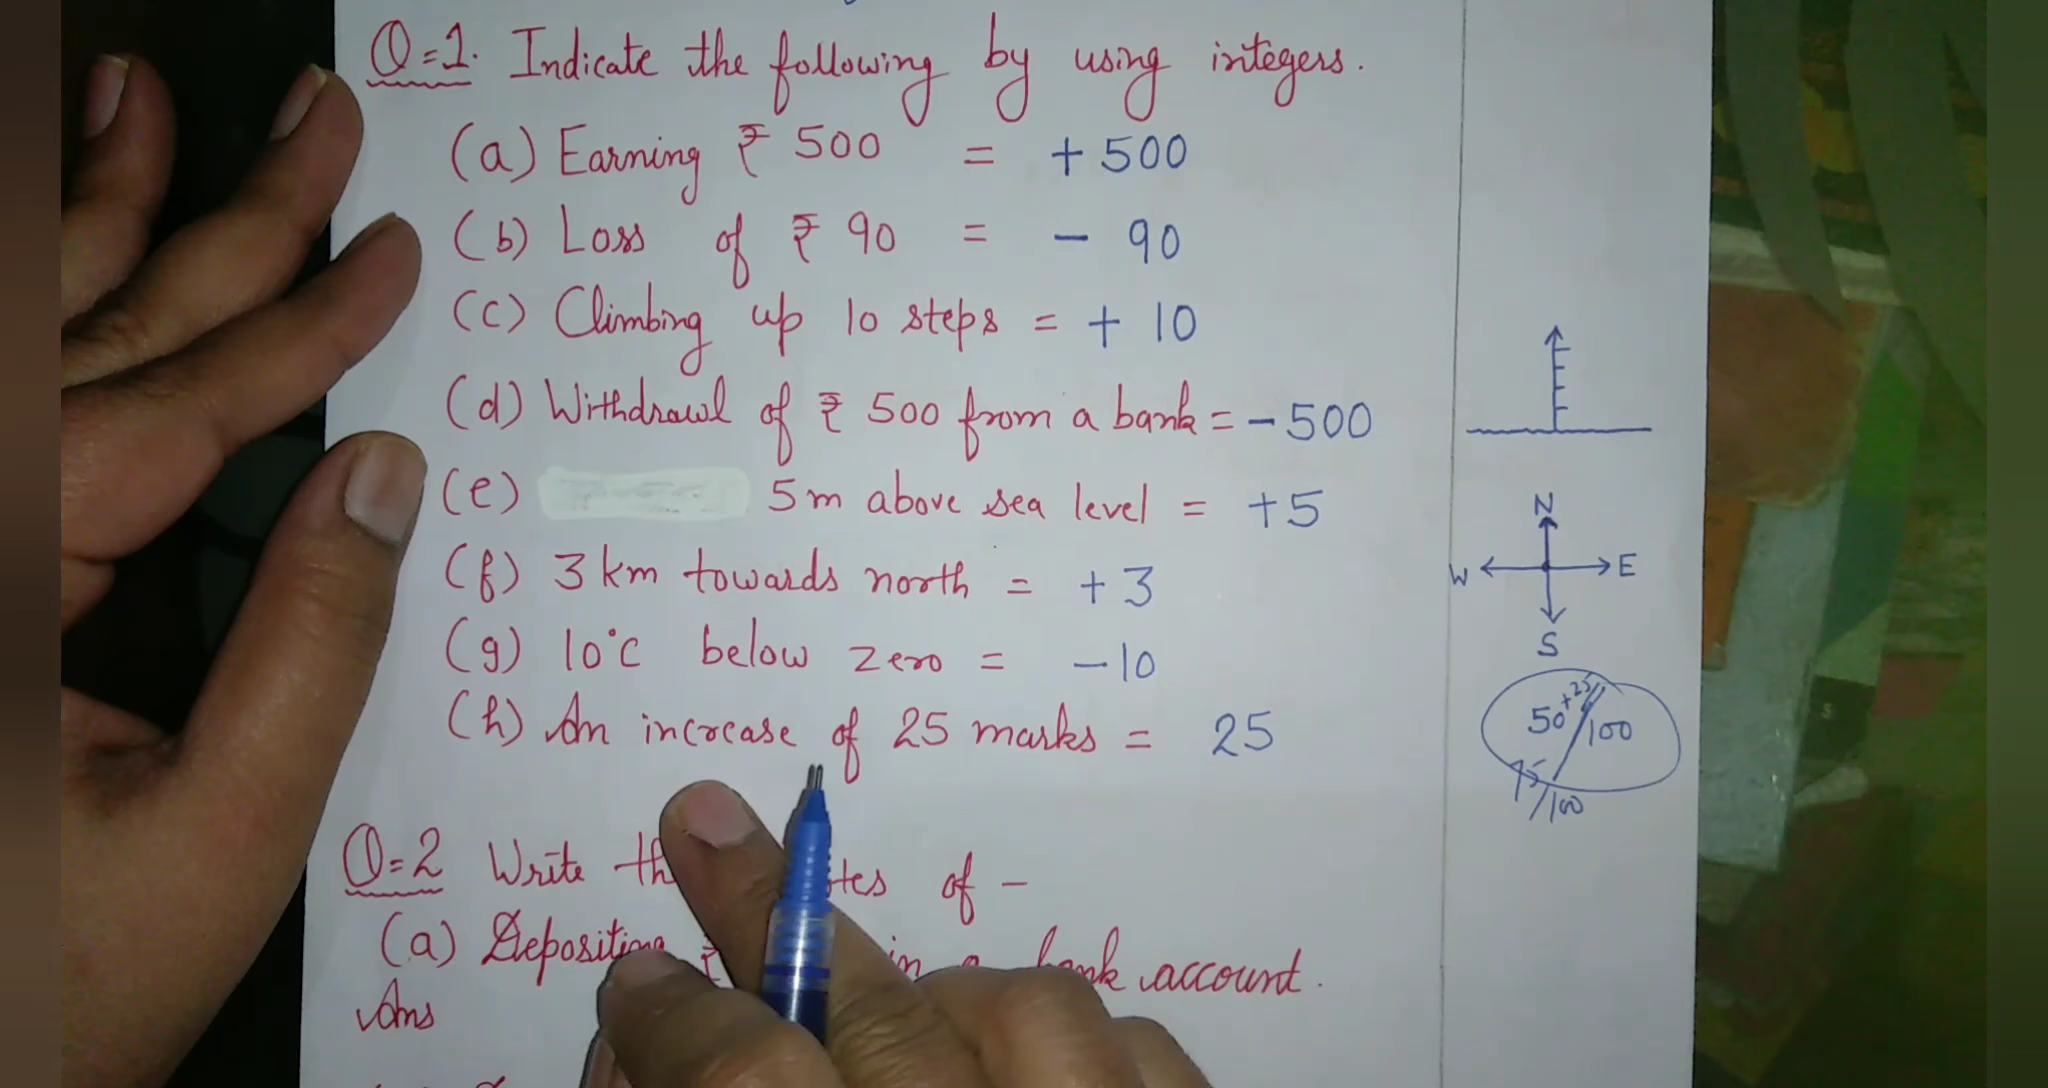 Q=1. Indicate the following by using integers.
(a) Earning ₹ 500 = + 500
(b) Loss of ₹ 90 = - 90
(c) Climbing up 10 steps = + 10
(d) Withdrawl of ₹ 500 from a bank = - 500
(e) 5m above sea level = +5
(f) 3 km towards north = +3
(g) 10°C below zero = -10
(h) An increase of 25 marks = 25
Q=2 Write of -
(a) Depositing ₹ in a bank account.
Ans
N
W E
S
50 /100
75/100